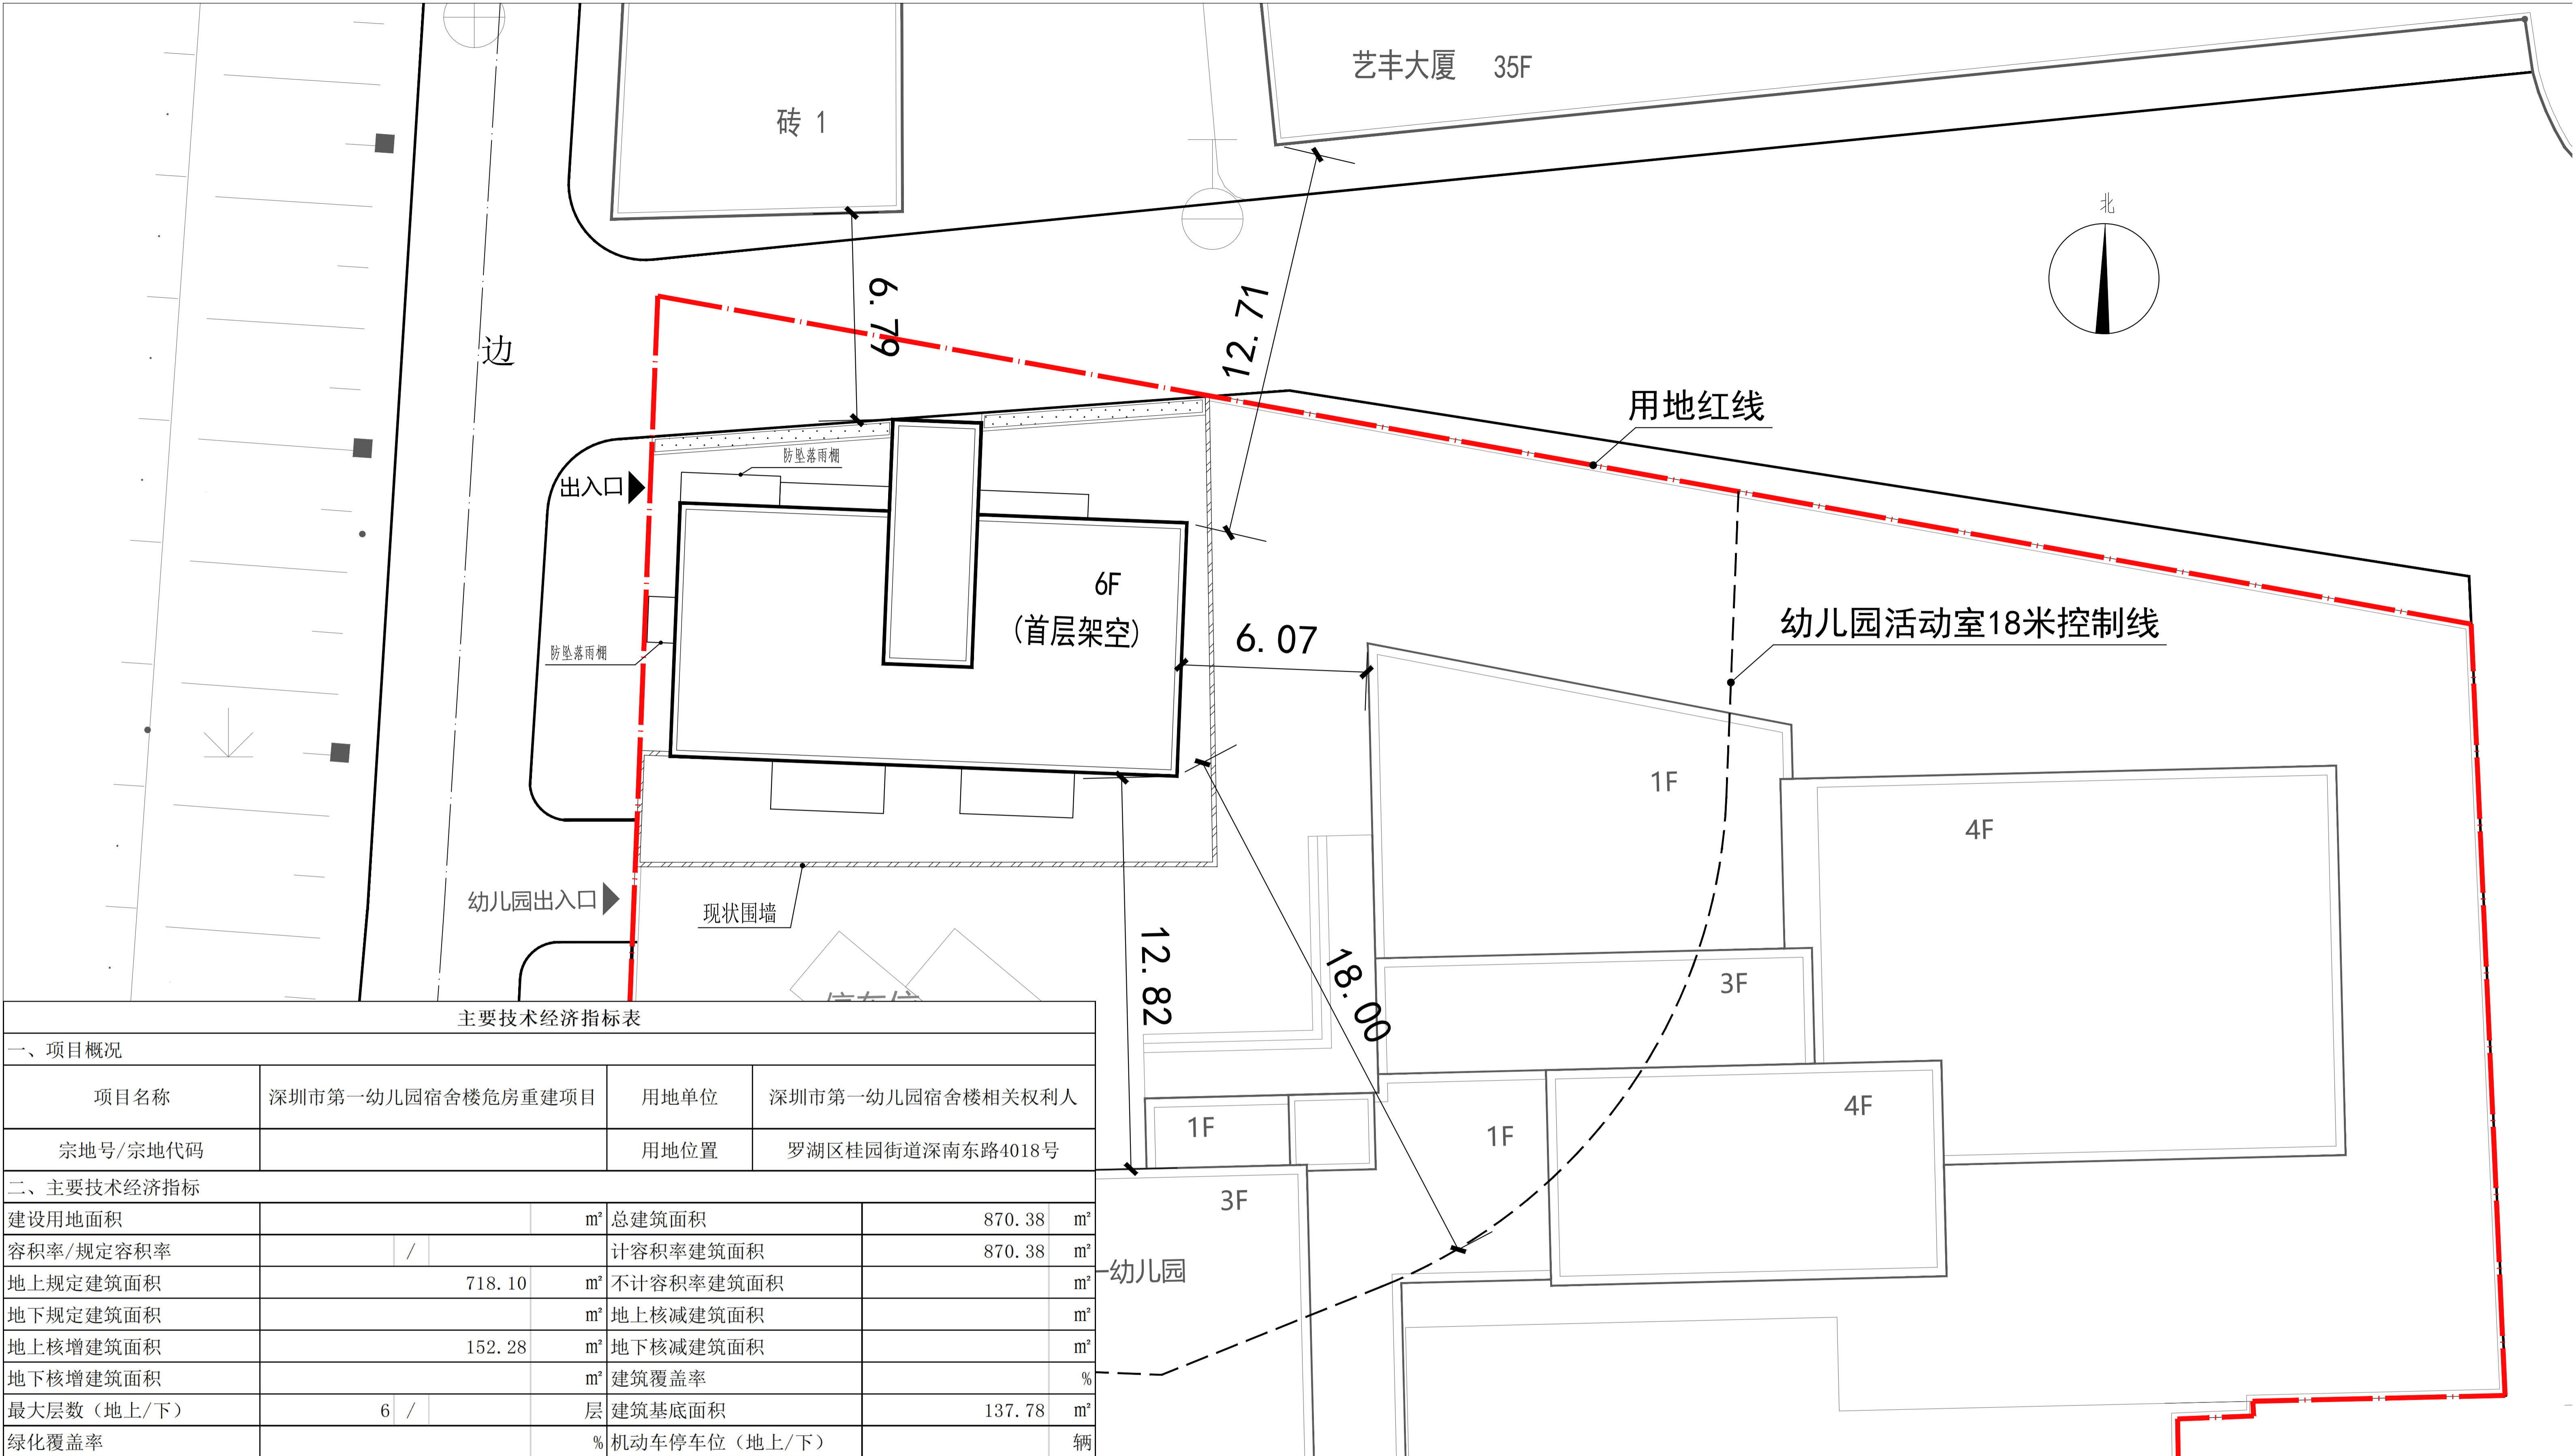 艺丰大厦 35F
砖 1
北
6.79
12.71
边
用地红线
防坠落雨棚
出入口
6F
(首层架空)
6.07
幼儿园活动室18米控制线
防坠落雨棚
1F
4F
幼儿园出入口
现状围墙
12.82
18.00
3F
1F
1F
4F
3F
幼儿园
主要技术经济指标表
一、项目概况
项目名称 深圳市第一幼儿园宿舍楼危房重建项目 用地单位 深圳市第一幼儿园宿舍楼相关权利人
宗地号/宗地代码 用地位置 罗湖区桂园街道深南东路4018号
二、主要技术经济指标
建设用地面积 ㎡ 总建筑面积 870.38 ㎡
容积率/规定容积率 / 计容积率建筑面积 870.38 ㎡
地上规定建筑面积 718.10 ㎡ 不计容积率建筑面积 ㎡
地下规定建筑面积 ㎡ 地上核减建筑面积 ㎡
地上核增建筑面积 152.28 ㎡ 地下核减建筑面积 ㎡
地下核增建筑面积 ㎡ 建筑覆盖率 %
最大层数（地上/下） 6 / 层 建筑基底面积 137.78 ㎡
绿化覆盖率 % 机动车停车位（地上/下） 辆